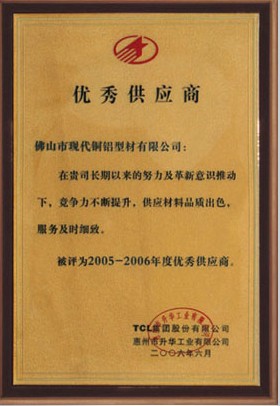 优秀供应商
佛山市现代铜铝型材有限公司：
在贵司长期以来的努力及革新意识推动
下，竞争力不断提升，供应材料品质出色，
服务及时细致。
被评为2005-2006年度优秀供应商。
TCL集团股份有限公司
惠州市升华工业有限公司
二〇〇六年六月